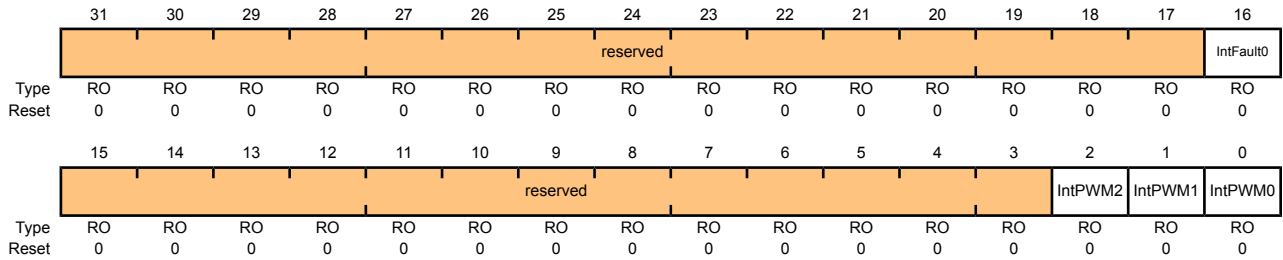 31 30 29 28 27 26 25 24 23 22 21 20 19 18 17 16
reserved IntFault0
Type RO RO RO RO RO RO RO RO RO RO RO RO RO RO RO RO
Reset 0 0 0 0 0 0 0 0 0 0 0 0 0 0 0 0
15 14 13 12 11 10 9 8 7 6 5 4 3 2 1 0
reserved IntPWM2 IntPWM1 IntPWM0
Type RO RO RO RO RO RO RO RO RO RO RO RO RO RO RO RO
Reset 0 0 0 0 0 0 0 0 0 0 0 0 0 0 0 0